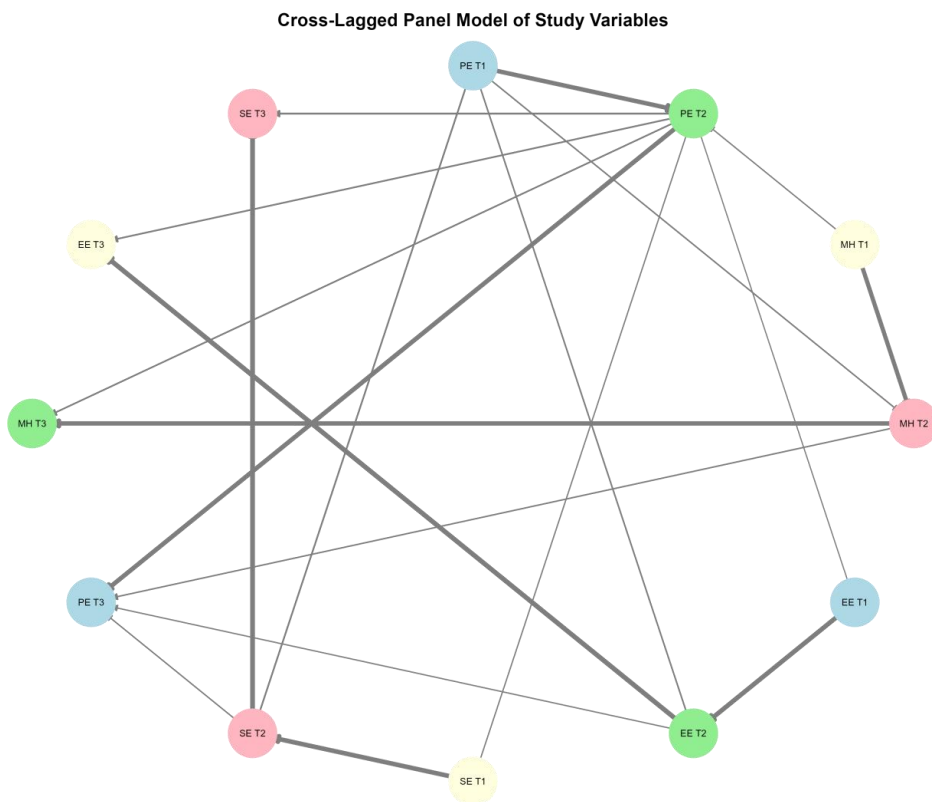 Cross-Lagged Panel Model of Study Variables
PE T1
SE T3
PE T2
EE T3
MH T1
MH T3
MH T2
PE T3
EE T1
SE T2
EE T2
SE T1